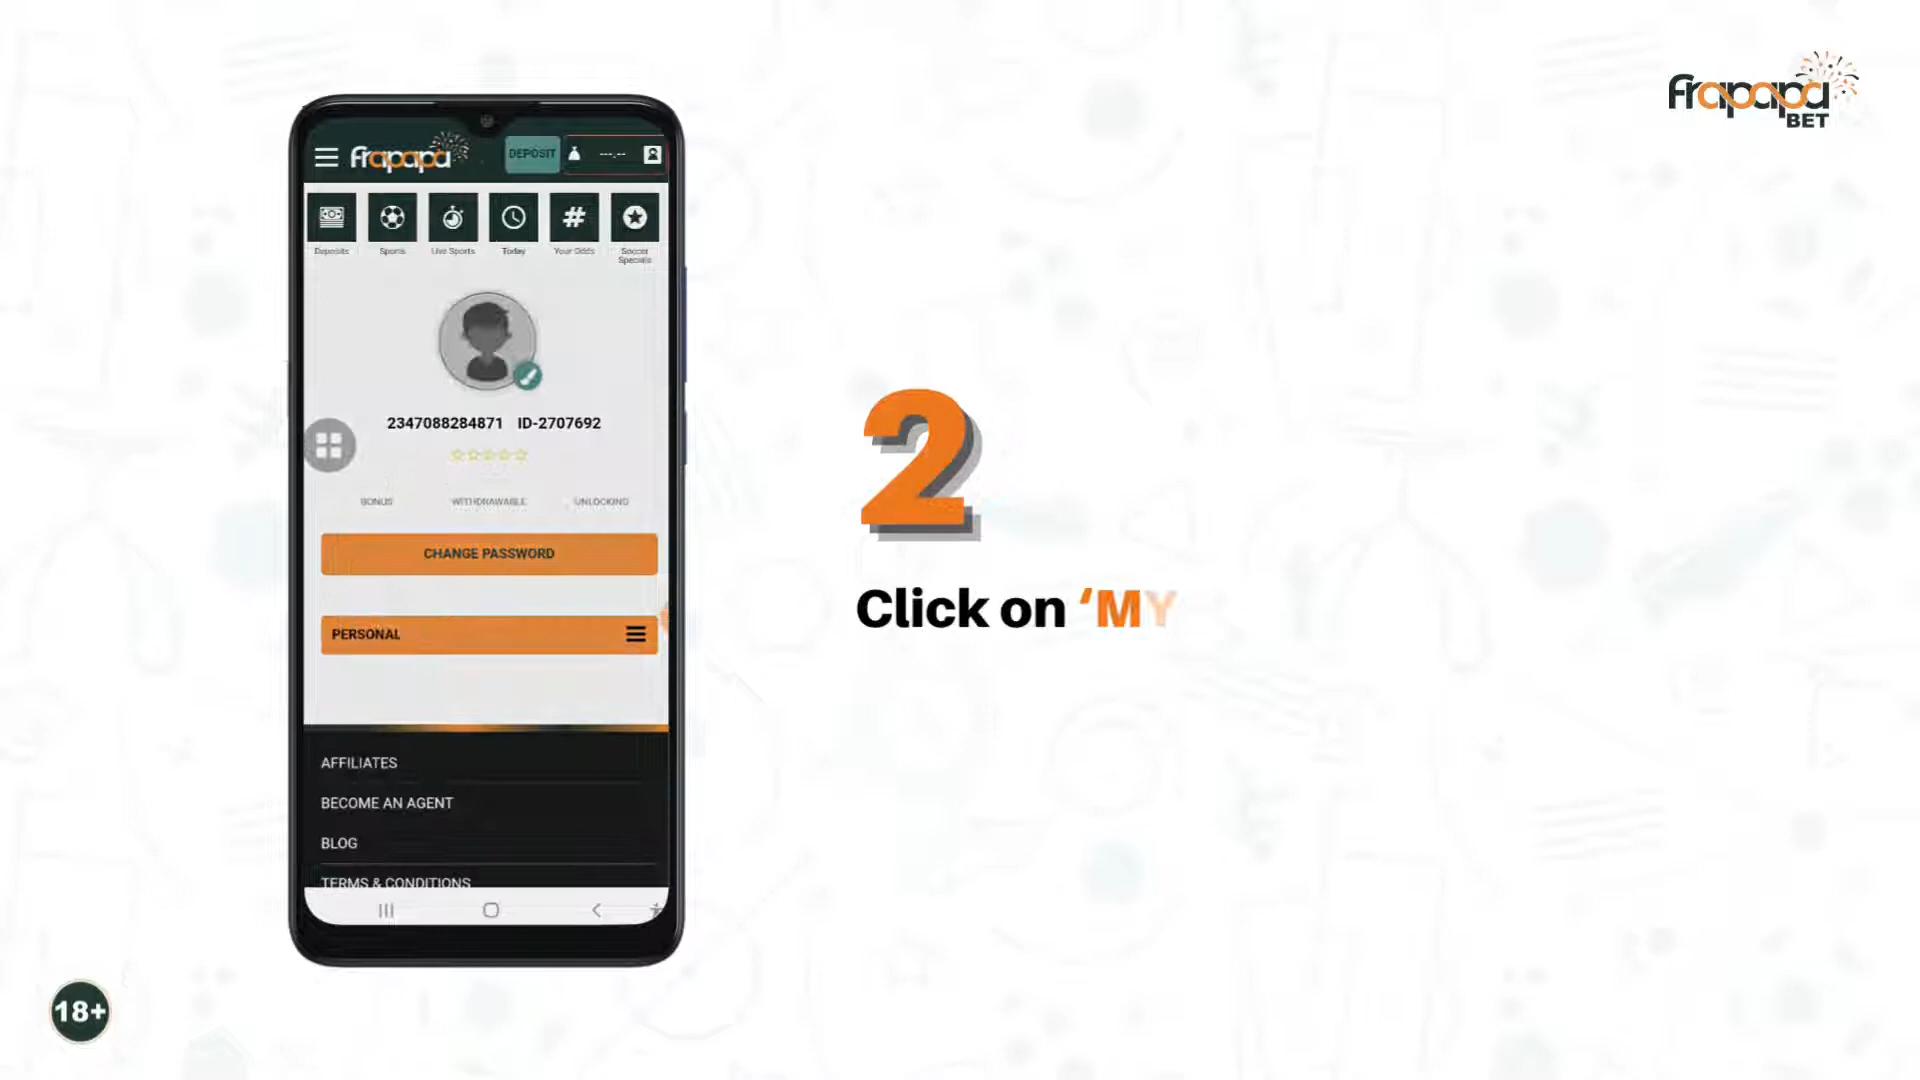 frapapa
BET
frapapa
DEPOSIT
---.--
Deposits
Sports
Live Sports
Today
Your Odds
Soccer
Specials
2347088284871 ID-2707692
BONUS
WITHDRAWABLE
UNLOCKING
CHANGE PASSWORD
PERSONAL
AFFILIATES
BECOME AN AGENT
BLOG
TERMS & CONDITIONS
2
Click on ‘MY
18+